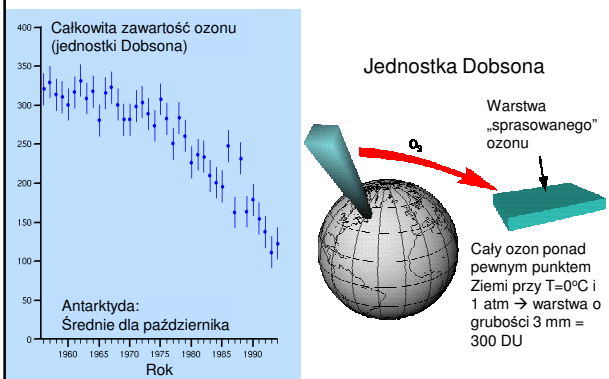 Całkowita zawartość ozonu
(jednostki Dobsona)
400
350
300
250
200
150
100
50
0
Antarktyda:
Średnie dla października
1960 1965 1970 1975 1980 1985 1990
Rok
Jednostka Dobsona
Warstwa
„sprasowanego”
ozonu
O3
Cały ozon ponad
pewnym punktem
Ziemi przy T=0°C i
1 atm → warstwa o
grubości 3 mm =
300 DU